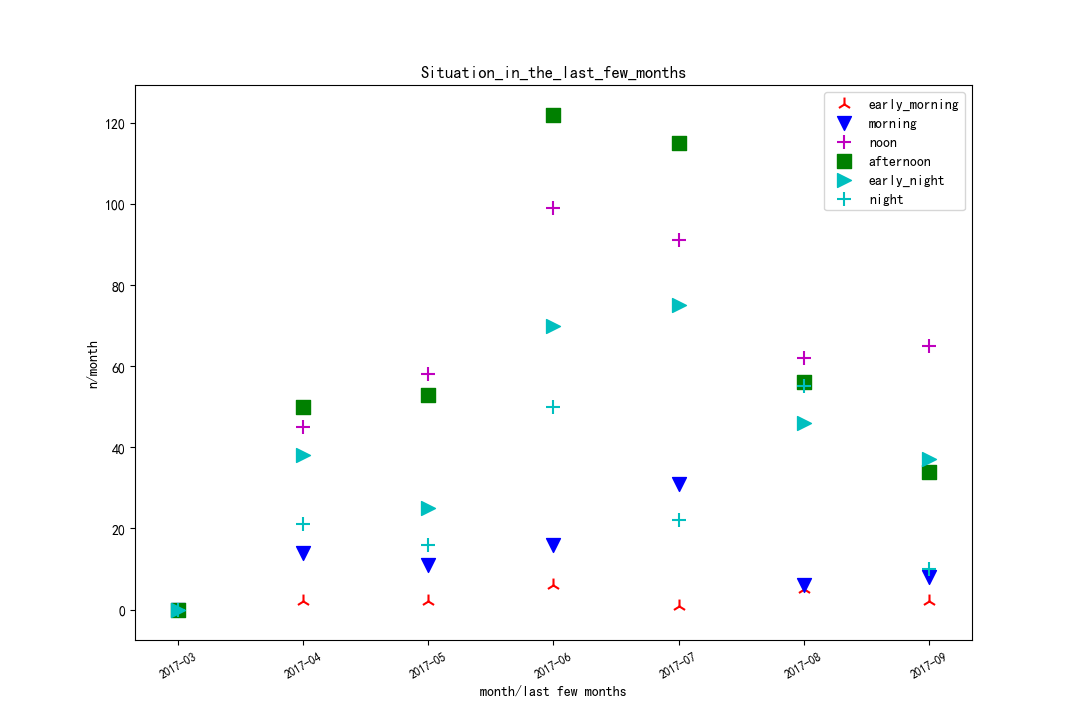 Situation_in_the_last_few_months
early_morning
morning
noon
afternoon
early_night
night
n/month
120
100
80
60
40
20
0
2017-03
2017-04
2017-05
2017-06
2017-07
2017-08
2017-09
month/last few months